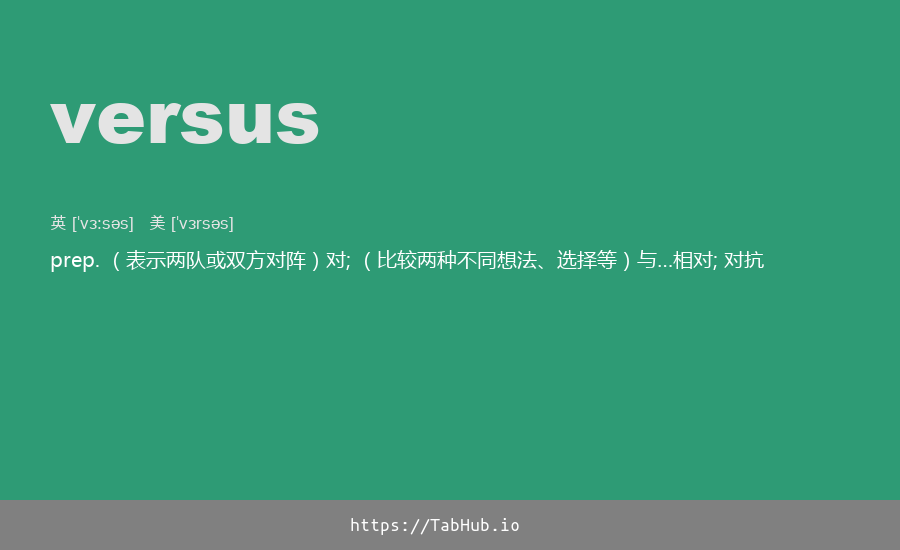 versus
英 [ˈvɜːsəs] 美 [ˈvɜrsəs]
prep. （表示两队或双方对阵）对; （比较两种不同想法、选择等）与...相对; 对抗
https://TabHub.io